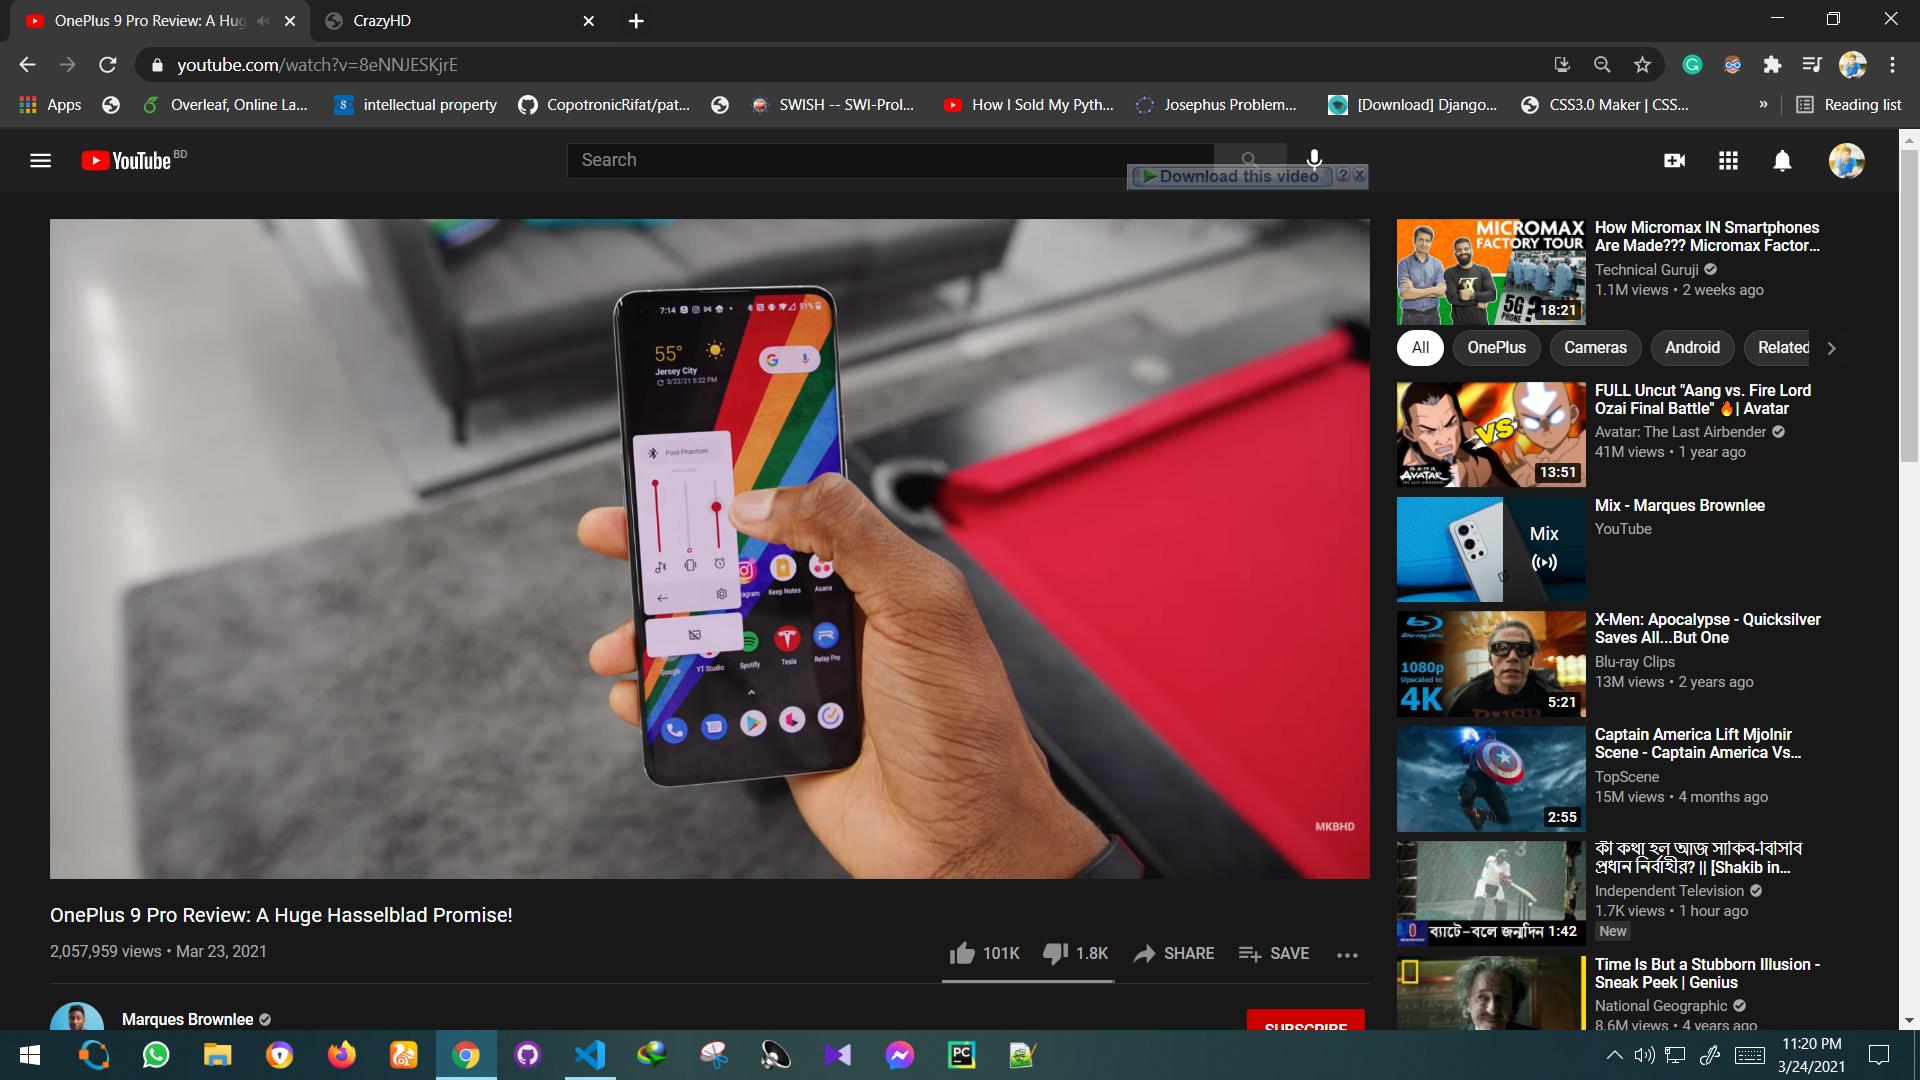 OnePlus 9 Pro Review: A Hug
CrazyHD
youtube.com/watch?v=8eNNJESKjrE
Apps
Overleaf, Online La...
intellectual property
CopotronicRifat/pat...
SWISH -- SWI-Prol...
How I Sold My Pyth...
Josephus Problem...
[Download] Django...
CSS3.0 Maker | CSS...
»
Reading list
YouTube BD
Search
Download this video
7:14
51%
55°
Jersey City
3/22/21 5:22 PM
Pool Phantom
Keep Notes
Asana
Google
YT Studio
Spotify
Tesla
Relay Pro
MKBHD
OnePlus 9 Pro Review: A Huge Hasselblad Promise!
2,057,959 views • Mar 23, 2021
101K
1.8K
SHARE
SAVE
Marques Brownlee
SUBSCRIBE
MICROMAX
FACTORY TOUR
5G
PHONE ?
18:21
How Micromax IN Smartphones
Are Made??? Micromax Factor...
Technical Guruji
1.1M views • 2 weeks ago
All
OnePlus
Cameras
Android
Related
VS
AVATAR
13:51
FULL Uncut "Aang vs. Fire Lord
Ozai Final Battle" 🔥| Avatar
Avatar: The Last Airbender
41M views • 1 year ago
Mix
Mix - Marques Brownlee
YouTube
Blu-ray Disc
1080p
Upscaled to
4K
5:21
X-Men: Apocalypse - Quicksilver
Saves All...But One
Blu-ray Clips
13M views • 2 years ago
2:55
Captain America Lift Mjolnir
Scene - Captain America Vs...
TopScene
15M views • 4 months ago
ব্যাটে-বলে জন্মদিন
1:42
কী কথা হল আজ সাকিব-বিসিবি
প্রধান নির্বাহীর? || [Shakib in...
Independent Television
1.7K views • 1 hour ago
New
Time Is But a Stubborn Illusion -
Sneak Peek | Genius
National Geographic
8.6M views • 4 years ago
11:20 PM
3/24/2021